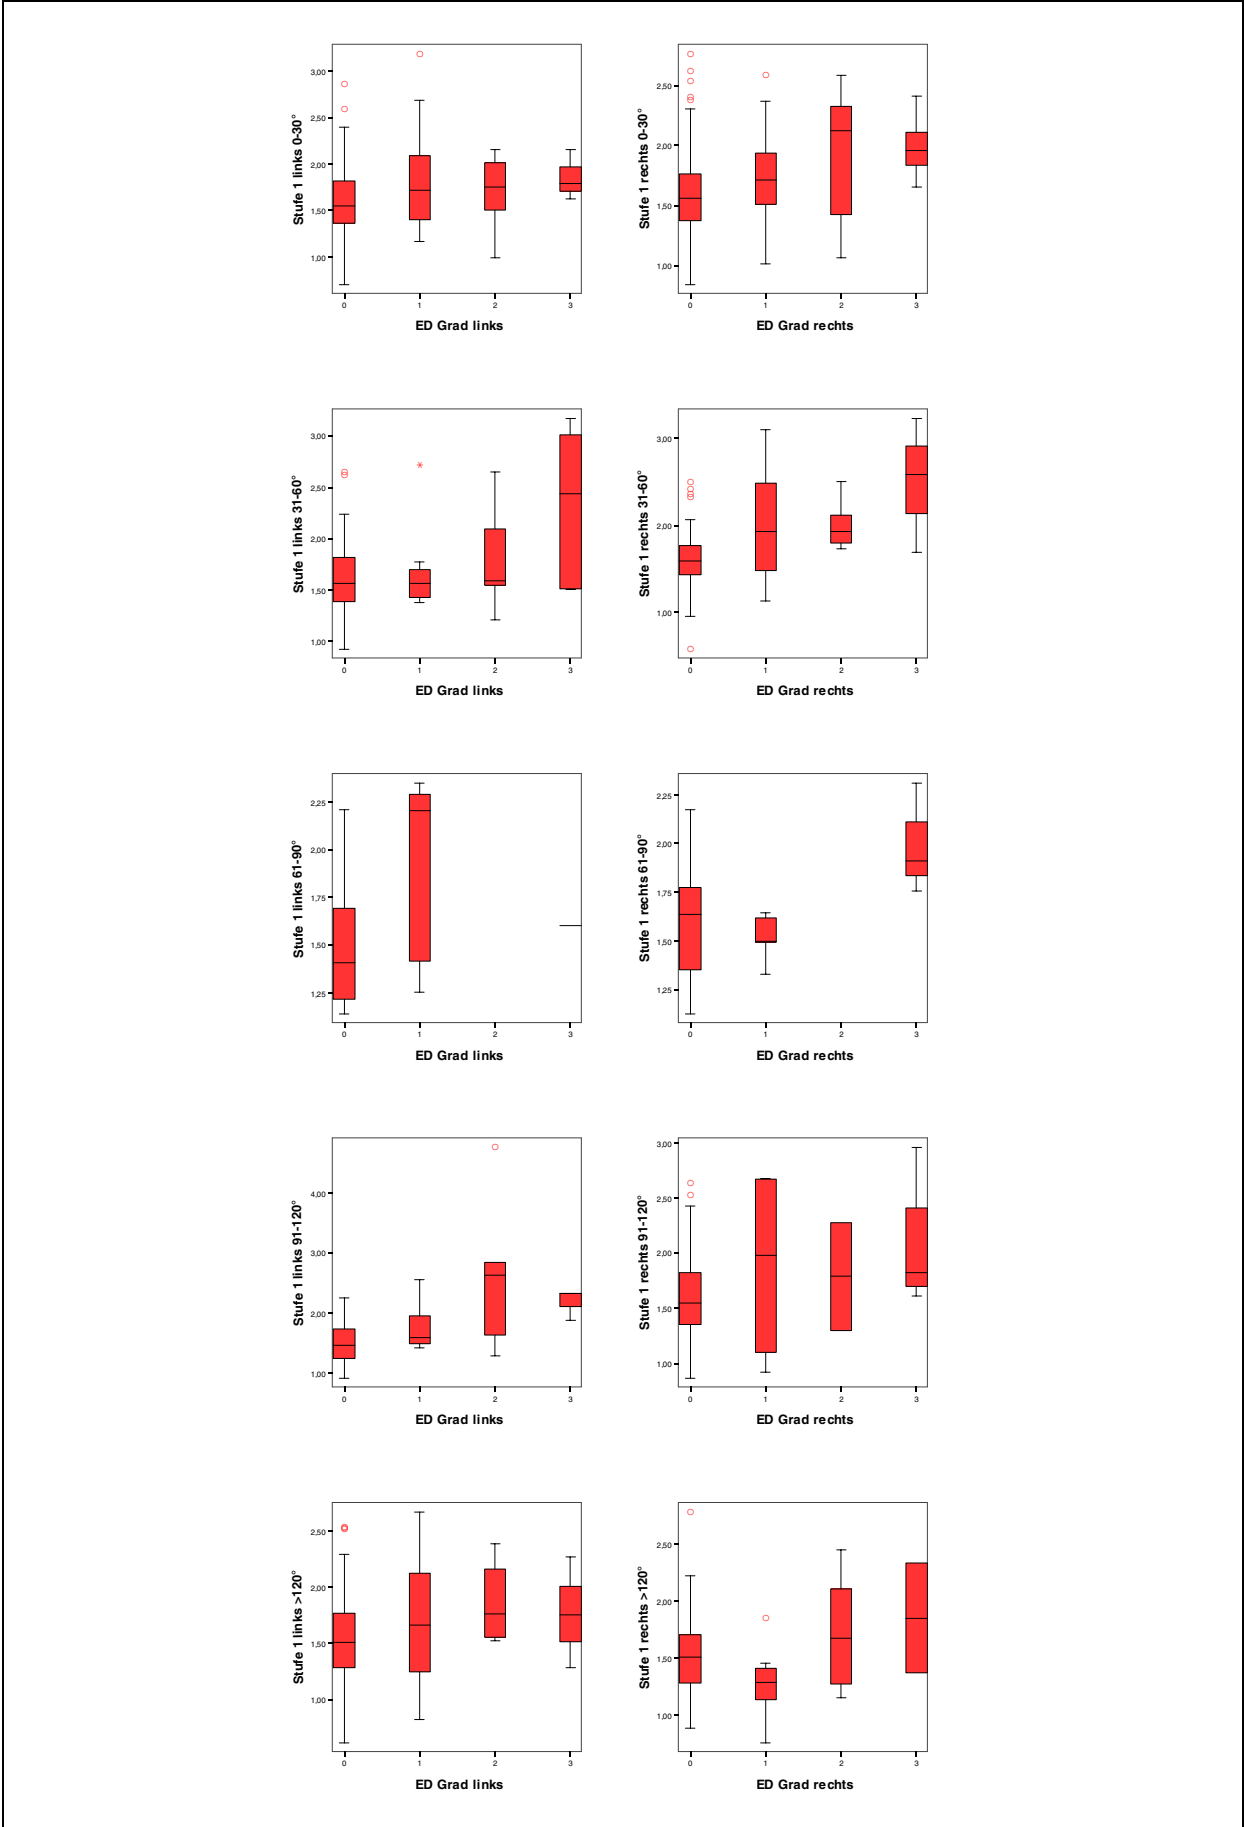 Stufe 1 links 0-30°
3,00
2,50
2,00
1,50
1,00
0 1 2 3
ED Grad links
Stufe 1 rechts 0-30°
2,50
2,00
1,50
1,00
0 1 2 3
ED Grad rechts
Stufe 1 links 31-60°
3,00
2,50
2,00
1,50
1,00
0 1 2 3
ED Grad links
Stufe 1 rechts 31-60°
3,00
2,00
1,00
0 1 2 3
ED Grad rechts
Stufe 1 links 61-90°
2,25
2,00
1,75
1,50
1,25
0 1 2 3
ED Grad links
Stufe 1 rechts 61-90°
2,25
2,00
1,75
1,50
1,25
0 1 2 3
ED Grad rechts
Stufe 1 links 91-120°
4,00
3,00
2,00
1,00
0 1 2 3
ED Grad links
Stufe 1 rechts 91-120°
3,00
2,50
2,00
1,50
1,00
0 1 2 3
ED Grad rechts
Stufe 1 links >120°
2,50
2,00
1,50
1,00
0 1 2 3
ED Grad links
Stufe 1 rechts >120°
2,50
2,00
1,50
1,00
0 1 2 3
ED Grad rechts